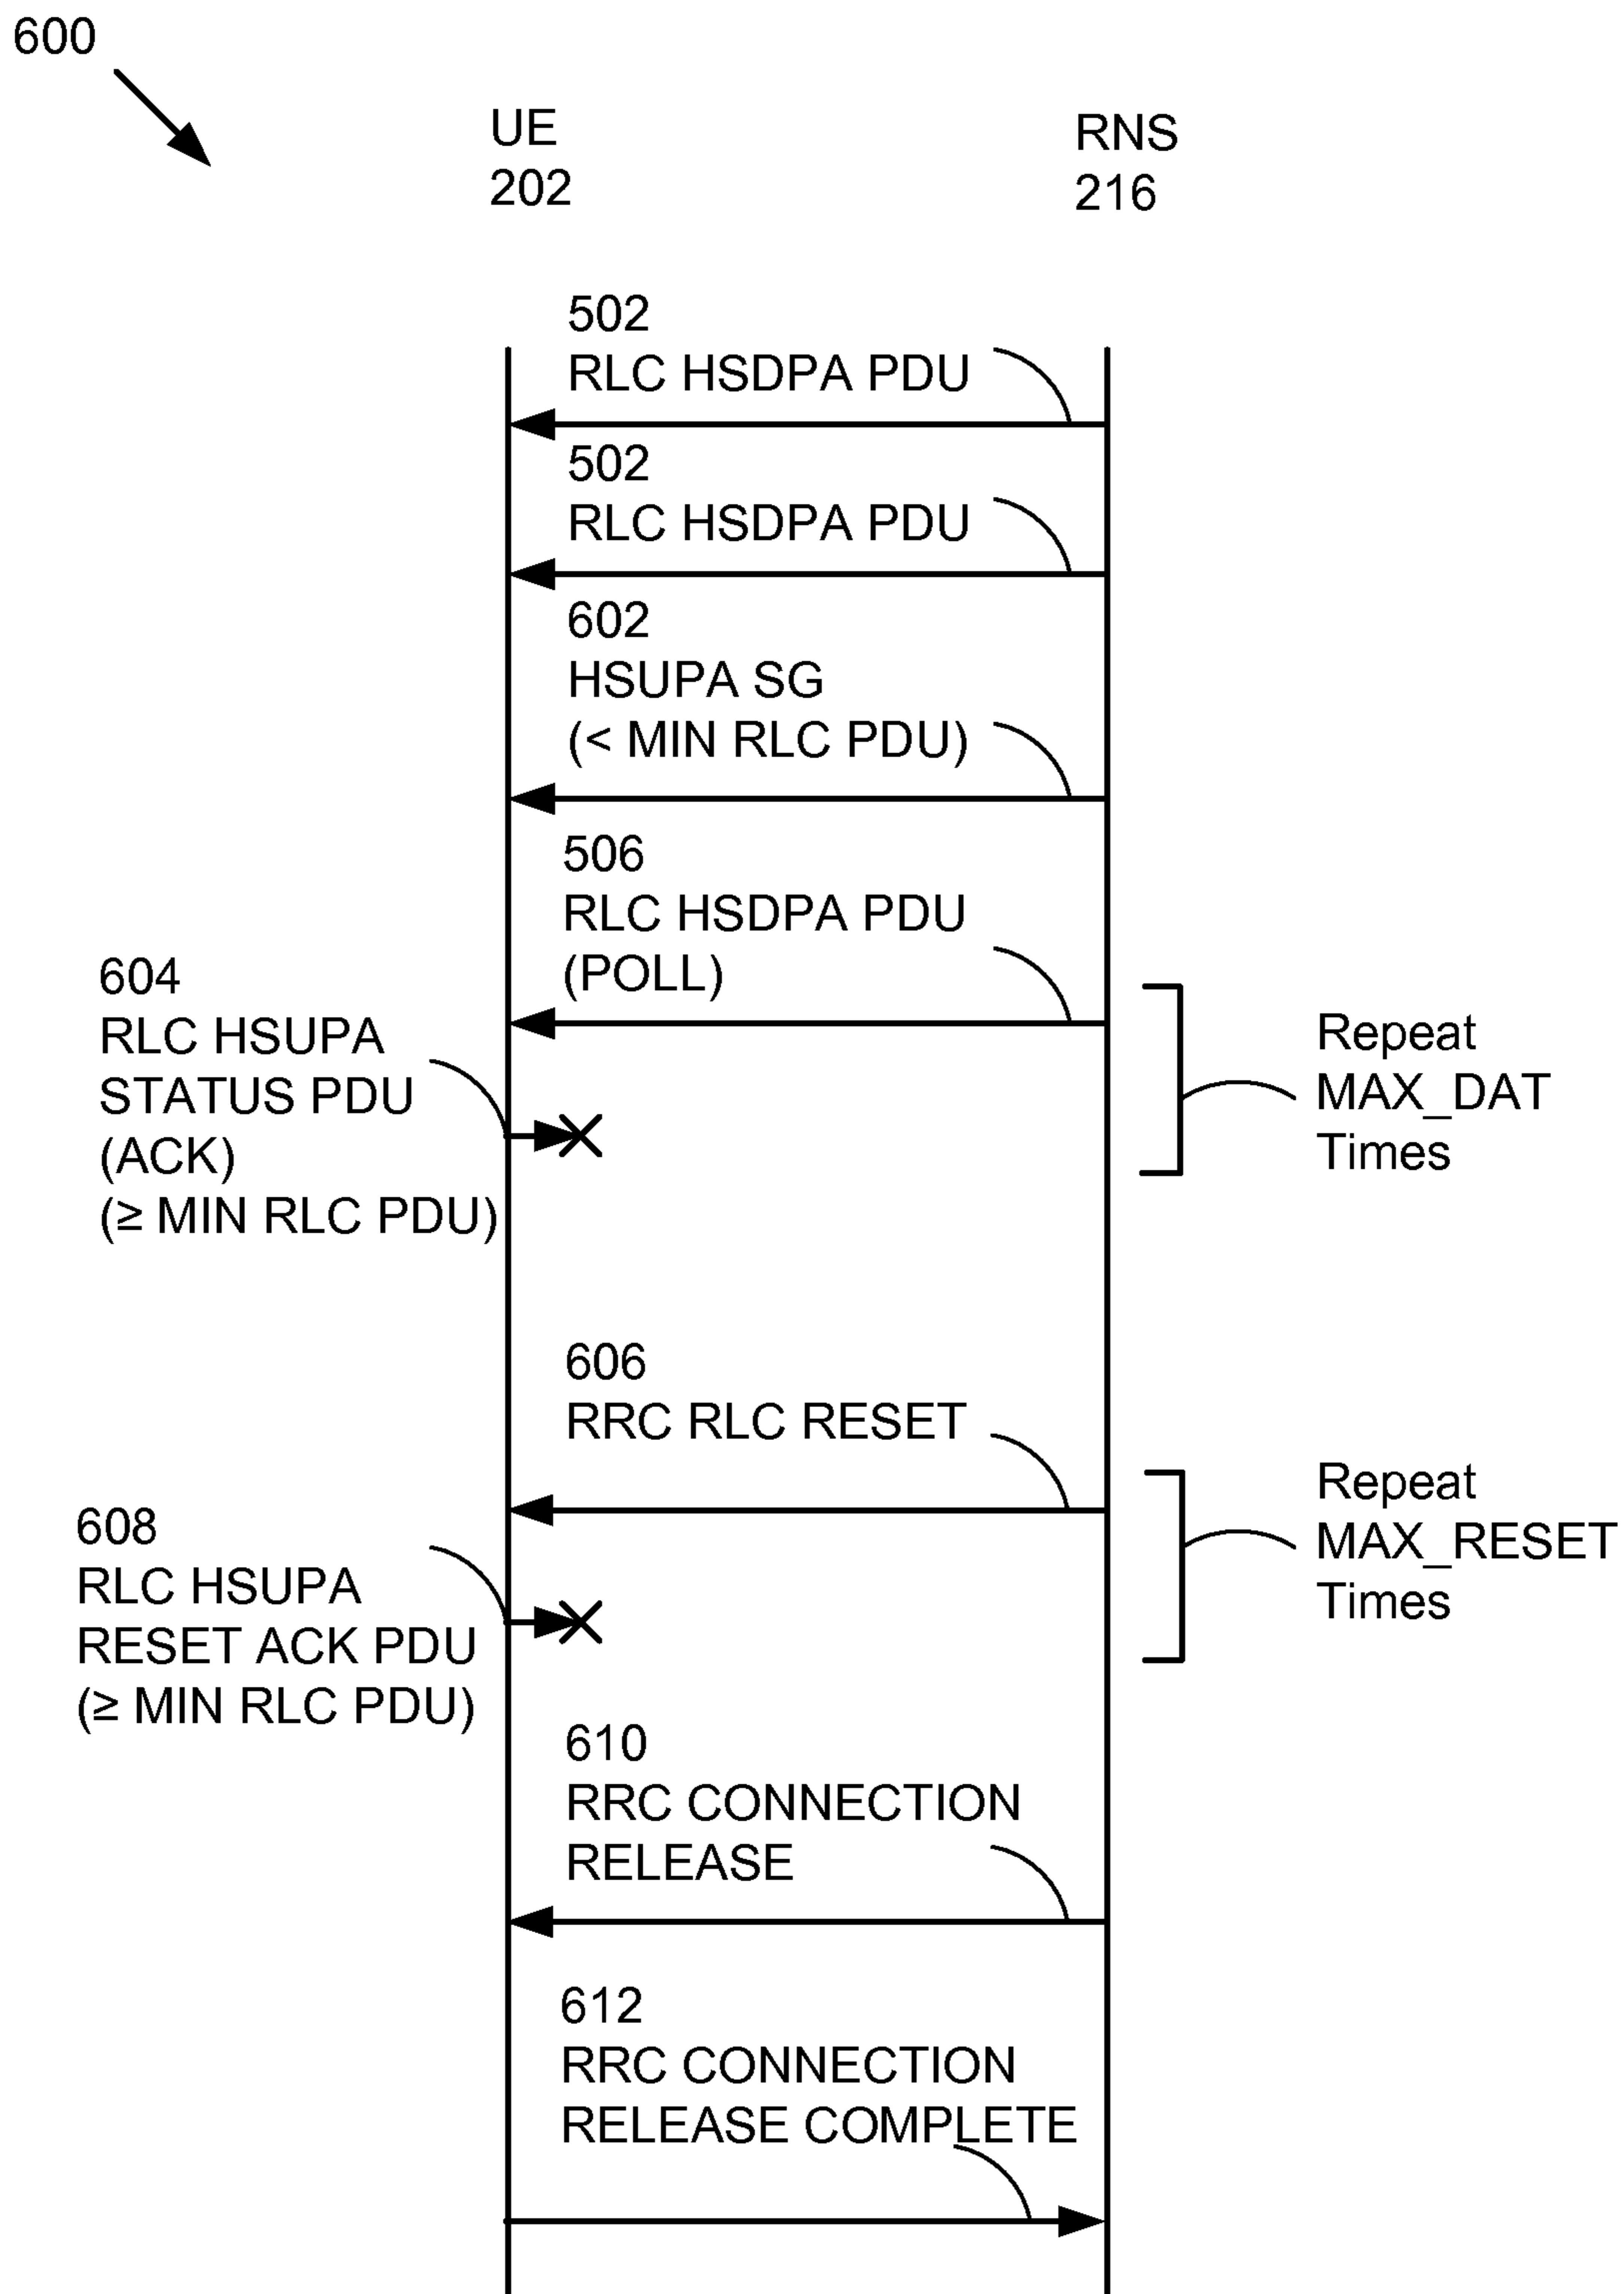 600
UE
202
RNS
216
502
RLC HSDPA PDU
502
RLC HSDPA PDU
602
HSUPA SG
(< MIN RLC PDU)
506
RLC HSDPA PDU
(POLL)
604
RLC HSUPA
STATUS PDU
(ACK)
(≥ MIN RLC PDU)
Repeat
MAX_DAT
Times
606
RRC RLC RESET
608
RLC HSUPA
RESET ACK PDU
(≥ MIN RLC PDU)
Repeat
MAX_RESET
Times
610
RRC CONNECTION
RELEASE
612
RRC CONNECTION
RELEASE COMPLETE